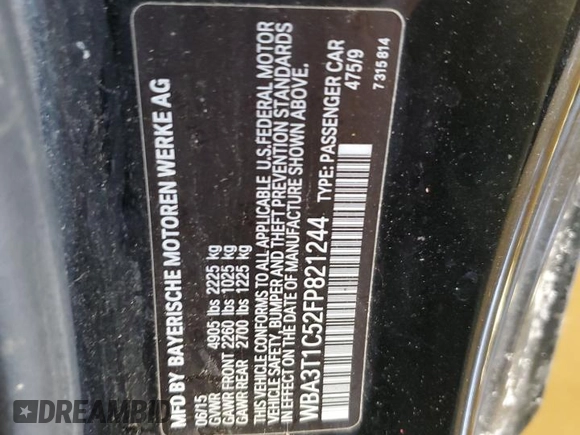 MFD BY BAYERISCHE MOTOREN WERKE AG
06/15
GVWR 4905 lbs 2225 kg
GAWR FRONT 2260 lbs 1025 kg
GAWR REAR 2700 lbs 1225 kg
THIS VEHICLE CONFORMS TO ALL APPLICABLE U.S. FEDERAL MOTOR
VEHICLE SAFETY, BUMPER AND THEFT PREVENTION STANDARDS
IN EFFECT ON THE DATE OF MANUFACTURE SHOWN ABOVE.
WBA3T1C52FP821244 TYPE: PASSENGER CAR
475/9
7 315 814
DREAMBID